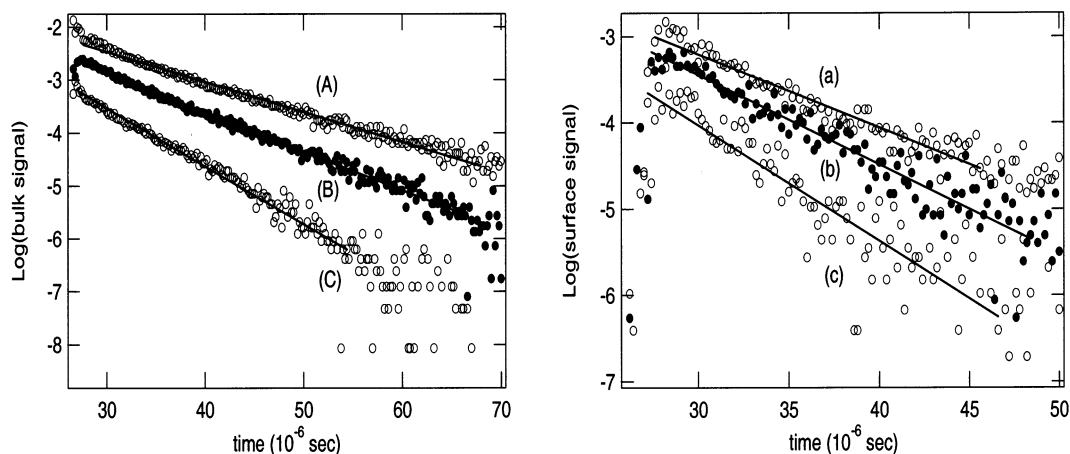 -2
-3
-4
-5
-6
-7
-8
Log(bulk signal)
(A)
(B)
(C)
30
40
50
60
70
time (10⁻⁶ sec)
-3
-4
-5
-6
-7
Log(surface signal)
(a)
(b)
(c)
30
35
40
45
50
time (10⁻⁶ sec)